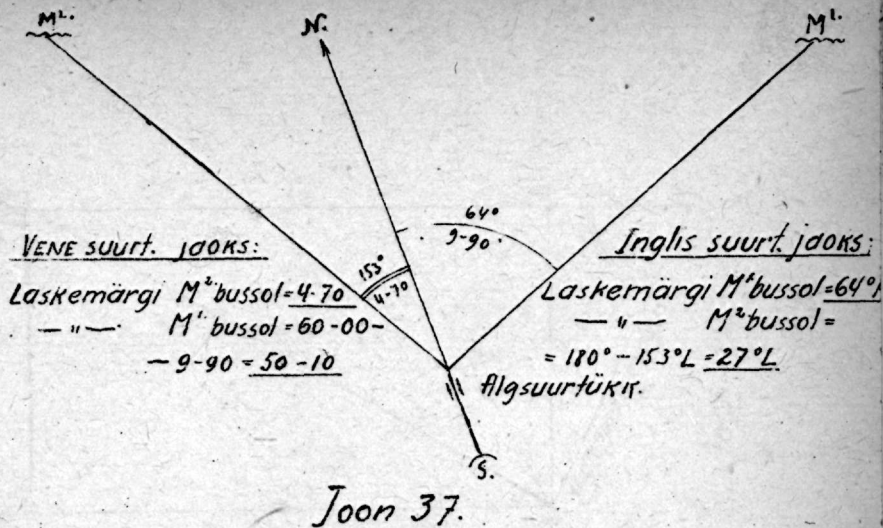 M².
N.
M¹.
64°
9-90.
153°
4-70
VENE suurt. jaoks:
Laskemärgi M² bussol=4-70
— " —. M¹ bussol=60-00-
— 9-90 = 50-10
Inglis suurt. jaoks:
Laskemärgi M¹ bussol=64°
— " — M² bussol=
= 180° - 153°L = 27°L
Algsuurtükk.
S.
Joon 37.